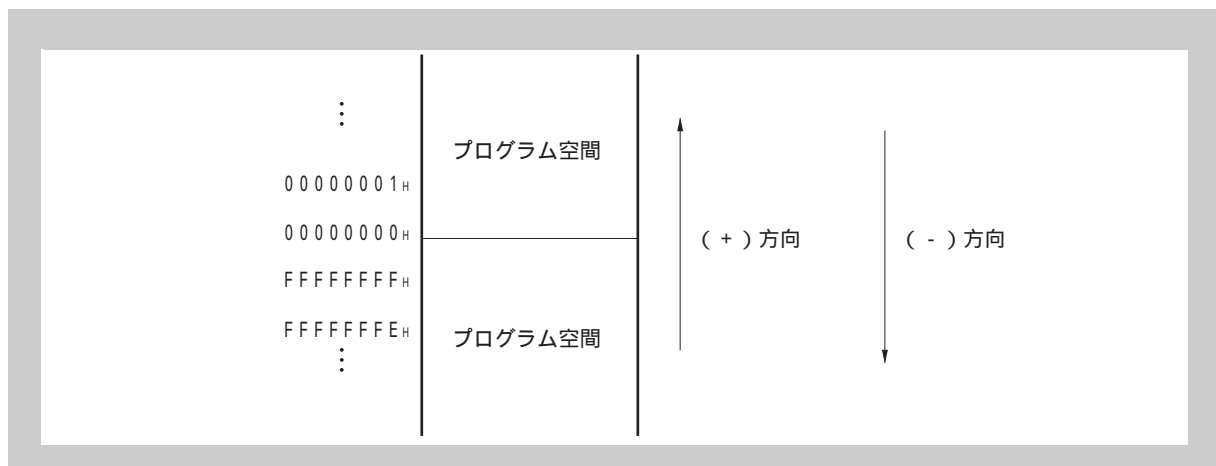 ⋮
プログラム空間
00000001H
00000000H
(+)方向
(-)方向
FFFFFFFFH
FFFFFFFEH
プログラム空間
⋮